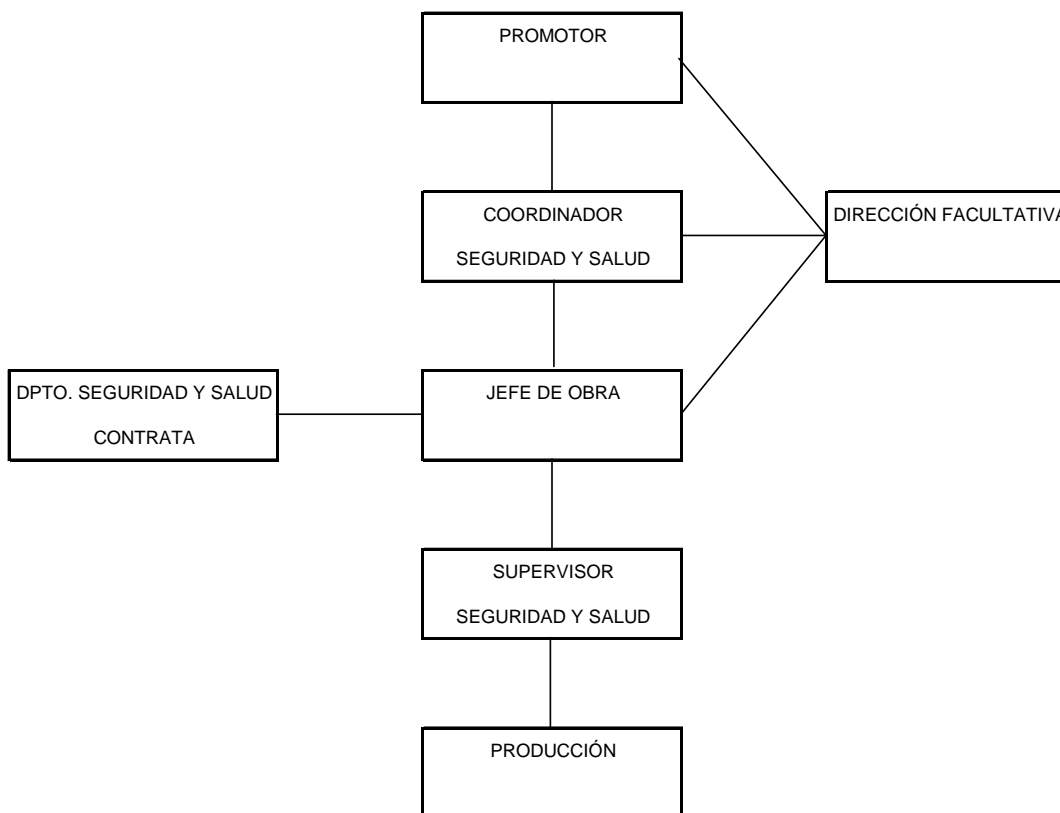 PROMOTOR
COORDINADOR
SEGURIDAD Y SALUD
DIRECCIÓN FACULTATIVA
DPTO. SEGURIDAD Y SALUD
CONTRATA
JEFE DE OBRA
SUPERVISOR
SEGURIDAD Y SALUD
PRODUCCIÓN